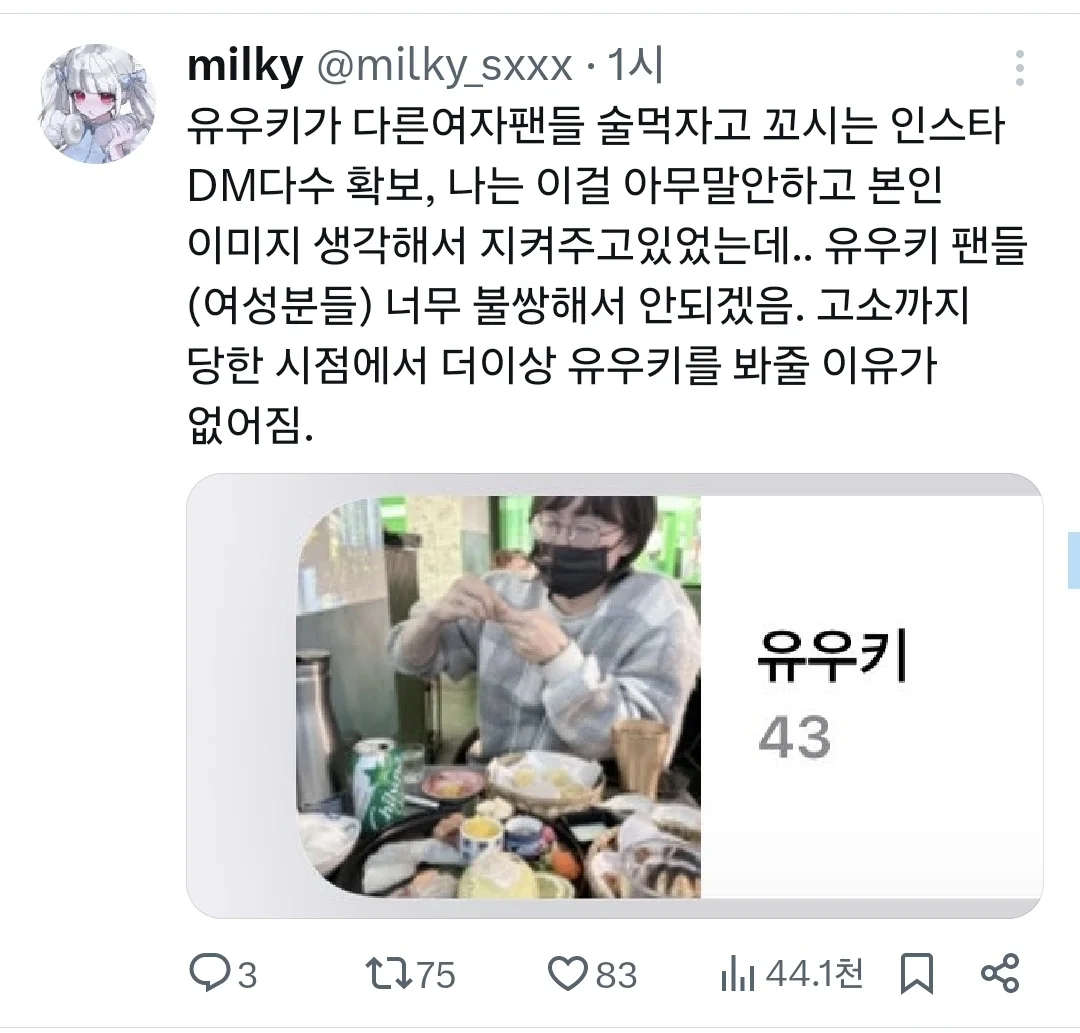 milky @milky_sxxx · 1시
유우키가 다른여자팬들 술먹자고 꼬시는 인스타
DM다수 확보, 나는 이걸 아무말안하고 본인
이미지 생각해서 지켜주고있었는데.. 유우키 팬들
(여성분들) 너무 불쌍해서 안되겠음. 고소까지
당한 시점에서 더이상 유우키를 봐줄 이유가
없어짐.
유우키
43
3 75 83 44.1천